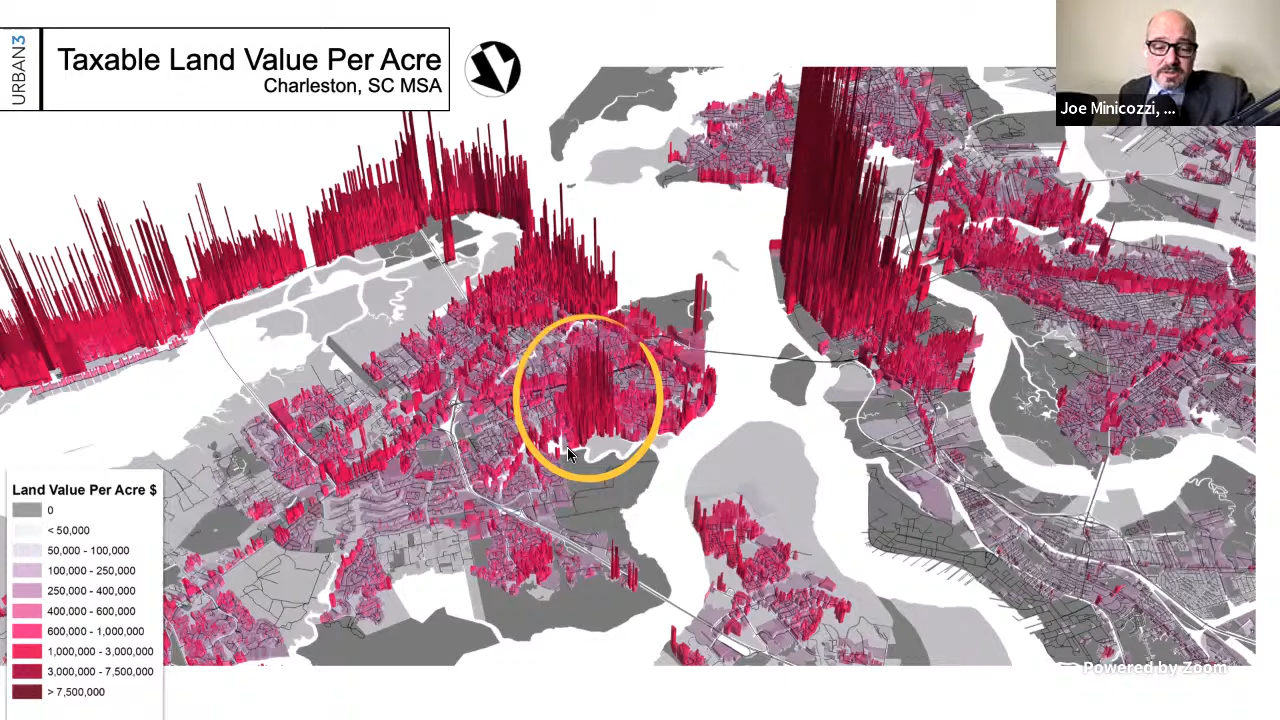 URBAN3
Taxable Land Value Per Acre
Charleston, SC MSA
Joe Minicozzi, ...
Land Value Per Acre $
0
< 50,000
50,000 - 100,000
100,000 - 250,000
250,000 - 400,000
400,000 - 600,000
600,000 - 1,000,000
1,000,000 - 3,000,000
3,000,000 - 7,500,000
> 7,500,000
Powered by Zoom